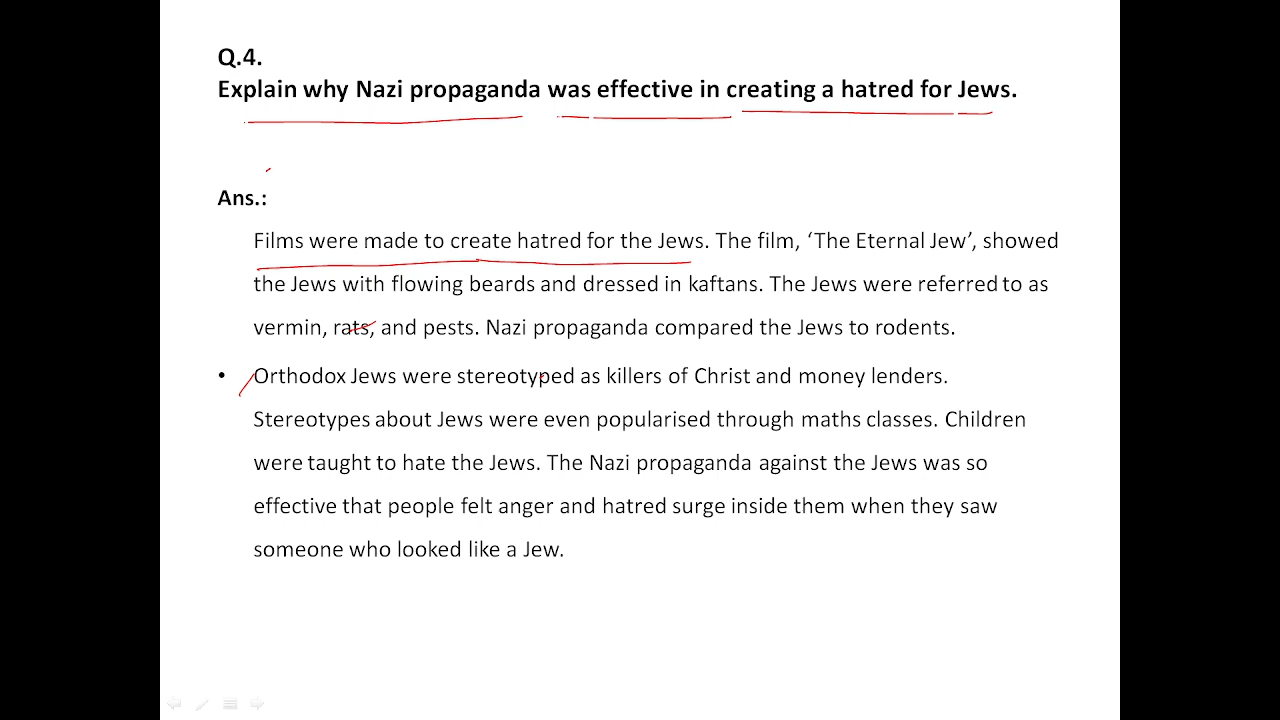 Q.4.
Explain why Nazi propaganda was effective in creating a hatred for Jews.
Ans.:
Films were made to create hatred for the Jews. The film, ‘The Eternal Jew’, showed
the Jews with flowing beards and dressed in kaftans. The Jews were referred to as
vermin, rats, and pests. Nazi propaganda compared the Jews to rodents.
• Orthodox Jews were stereotyped as killers of Christ and money lenders.
Stereotypes about Jews were even popularised through maths classes. Children
were taught to hate the Jews. The Nazi propaganda against the Jews was so
effective that people felt anger and hatred surge inside them when they saw
someone who looked like a Jew.